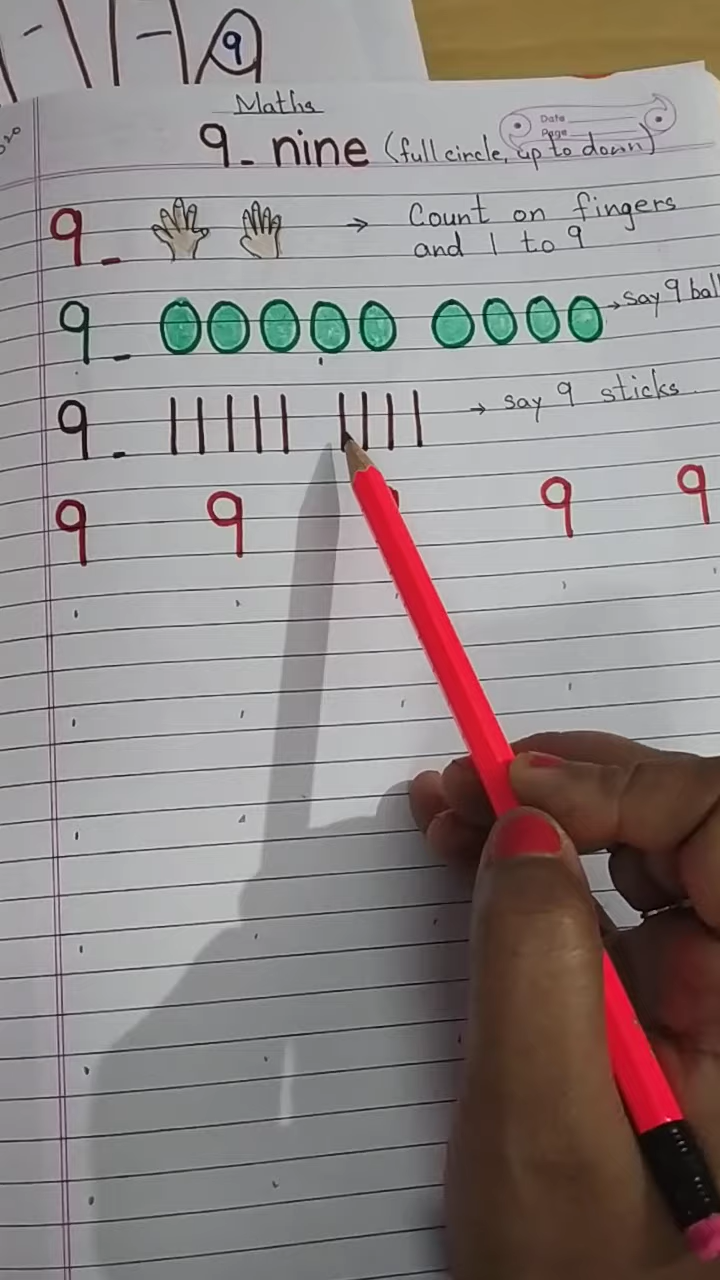 9
Maths
Date
Page
9- nine (full circle, up to down)
9- → Count on fingers
and 1 to 9
9- → say 9 ball
9- → say 9 sticks
9 9 9 9